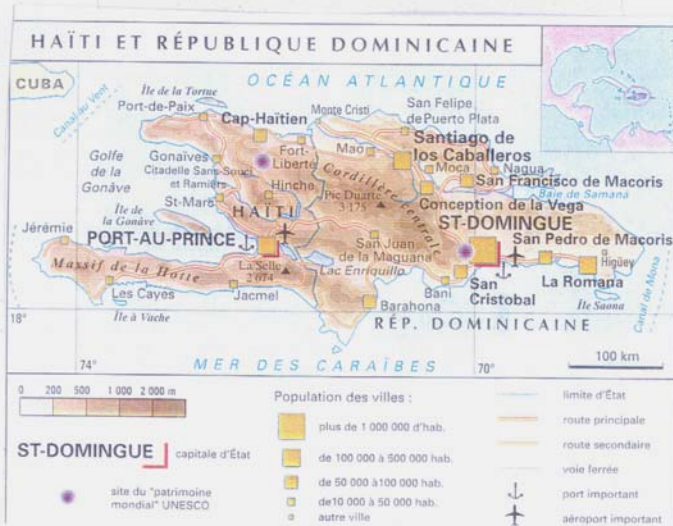 HAÏTI ET RÉPUBLIQUE DOMINICAINE
CUBA
OCÉAN ATLANTIQUE
Canal au Vent
Île de la Tortue
Port-de-Paix
Cap-Haïtien
Monte Cristi
San Felipe
de Puerto Plata
Santiago de
los Caballeros
Fort-
Liberté
Mao
Moca
Nagua
Golfe
de la
Gonâve
Gonaïves
Citadelle Sans-Souci
et Ramiers
Hinche
Cordillère Centrale
Pic Duarte
3 175
San Francisco de Macoris
Baie de Samaná
Conception de la Vega
St-Marc
Île de
la Gonâve
HAÏTI
ST-DOMINGUE
Jérémie
PORT-AU-PRINCE
San Juan
de la Maguana
Lac Enriquillo
San Pedro de Macoris
Higüey
Massif de la Hotte
La Selle
2 674
La Romana
Canal de Mona
Les Cayes
Jacmel
Bani
San
Cristobal
Île Saona
18°
Île à Vache
Barahona
RÉP. DOMINICAINE
74°
MER DES CARAÏBES
70°
100 km
0 200 500 1 000 2 000 m
ST-DOMINGUE capitale d'État
site du "patrimoine
mondial" UNESCO
Population des villes :
plus de 1 000 000 d'hab.
de 100 000 à 500 000 hab.
de 50 000 à100 000 hab.
de10 000 à 50 000 hab.
autre ville
limite d'État
route principale
route secondaire
voie ferrée
port important
aéroport important